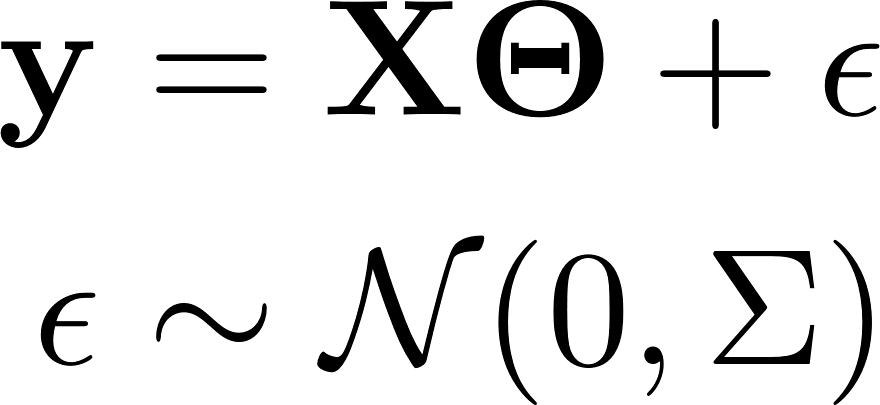 𝐲 = 𝐗𝚯 + ϵ
ϵ ∼ 𝒩(0, Σ)